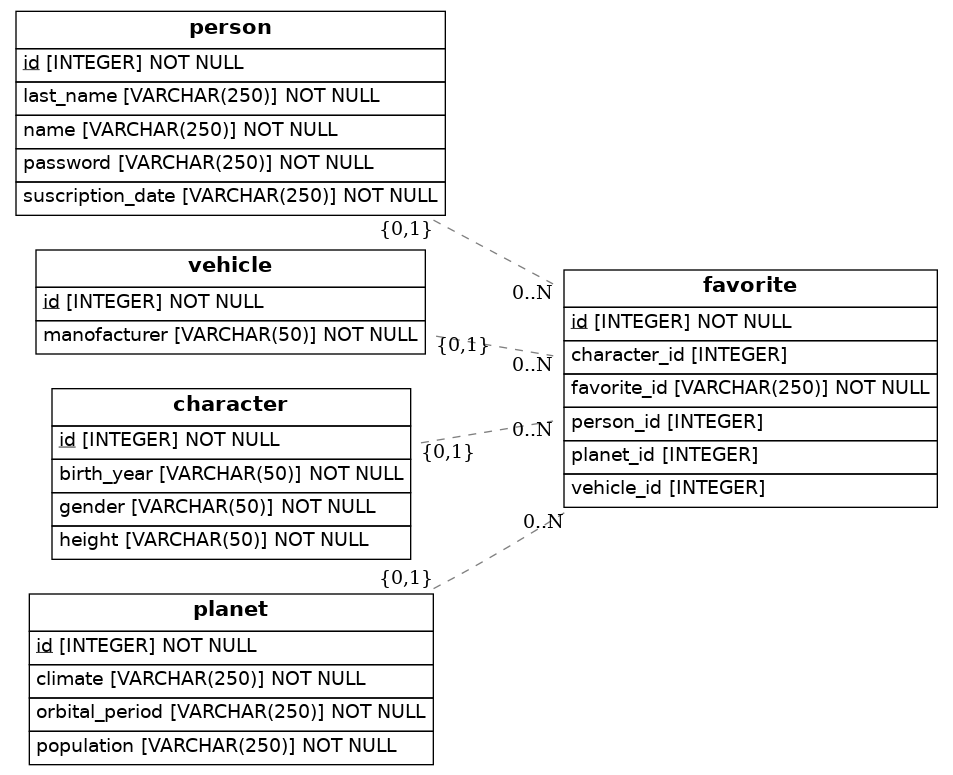 person
id [INTEGER] NOT NULL
last_name [VARCHAR(250)] NOT NULL
name [VARCHAR(250)] NOT NULL
password [VARCHAR(250)] NOT NULL
suscription_date [VARCHAR(250)] NOT NULL
{0,1}
0..N
vehicle
id [INTEGER] NOT NULL
manofacturer [VARCHAR(50)] NOT NULL
{0,1}
0..N
character
id [INTEGER] NOT NULL
birth_year [VARCHAR(50)] NOT NULL
gender [VARCHAR(50)] NOT NULL
height [VARCHAR(50)] NOT NULL
{0,1}
0..N
planet
id [INTEGER] NOT NULL
climate [VARCHAR(250)] NOT NULL
orbital_period [VARCHAR(250)] NOT NULL
population [VARCHAR(250)] NOT NULL
{0,1}
0..N
favorite
id [INTEGER] NOT NULL
character_id [INTEGER]
favorite_id [VARCHAR(250)] NOT NULL
person_id [INTEGER]
planet_id [INTEGER]
vehicle_id [INTEGER]